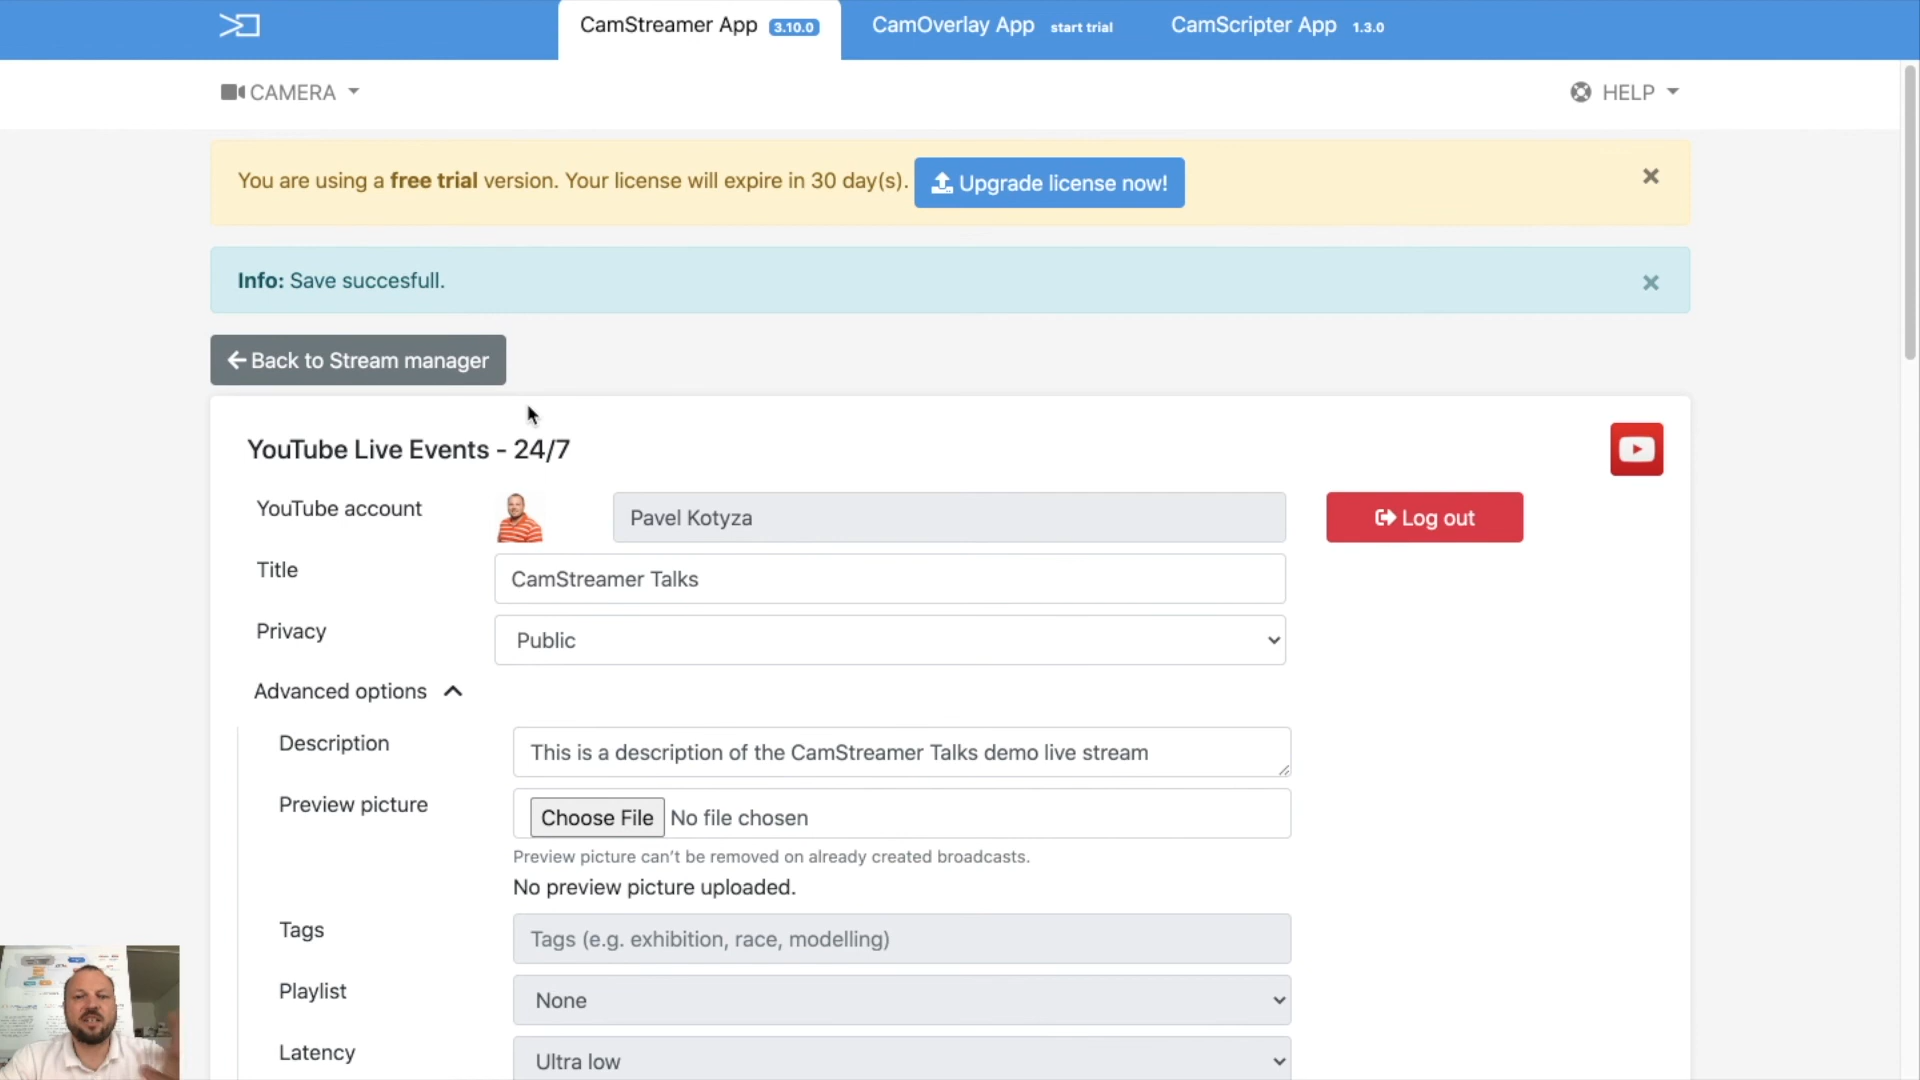 CamStreamer App 3.10.0
CamOverlay App start trial
CamScripter App 1.3.0
CAMERA
HELP
You are using a free trial version. Your license will expire in 30 day(s).
Upgrade license now!
×
Info: Save succesfull.
×
Back to Stream manager
YouTube Live Events - 24/7
YouTube account
Pavel Kotyza
Log out
Title
CamStreamer Talks
Privacy
Public
Advanced options
Description
This is a description of the CamStreamer Talks demo live stream
Preview picture
Choose File No file chosen
Preview picture can't be removed on already created broadcasts.
No preview picture uploaded.
Tags
Tags (e.g. exhibition, race, modelling)
Playlist
None
Latency
Ultra low